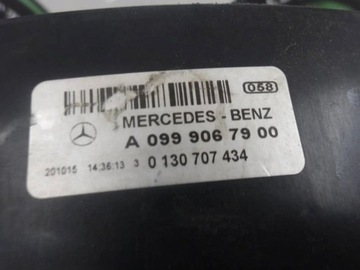 058
MERCEDES - BENZ
A 099 906 79 00
201015 14:36:13 3 0 130 707 434